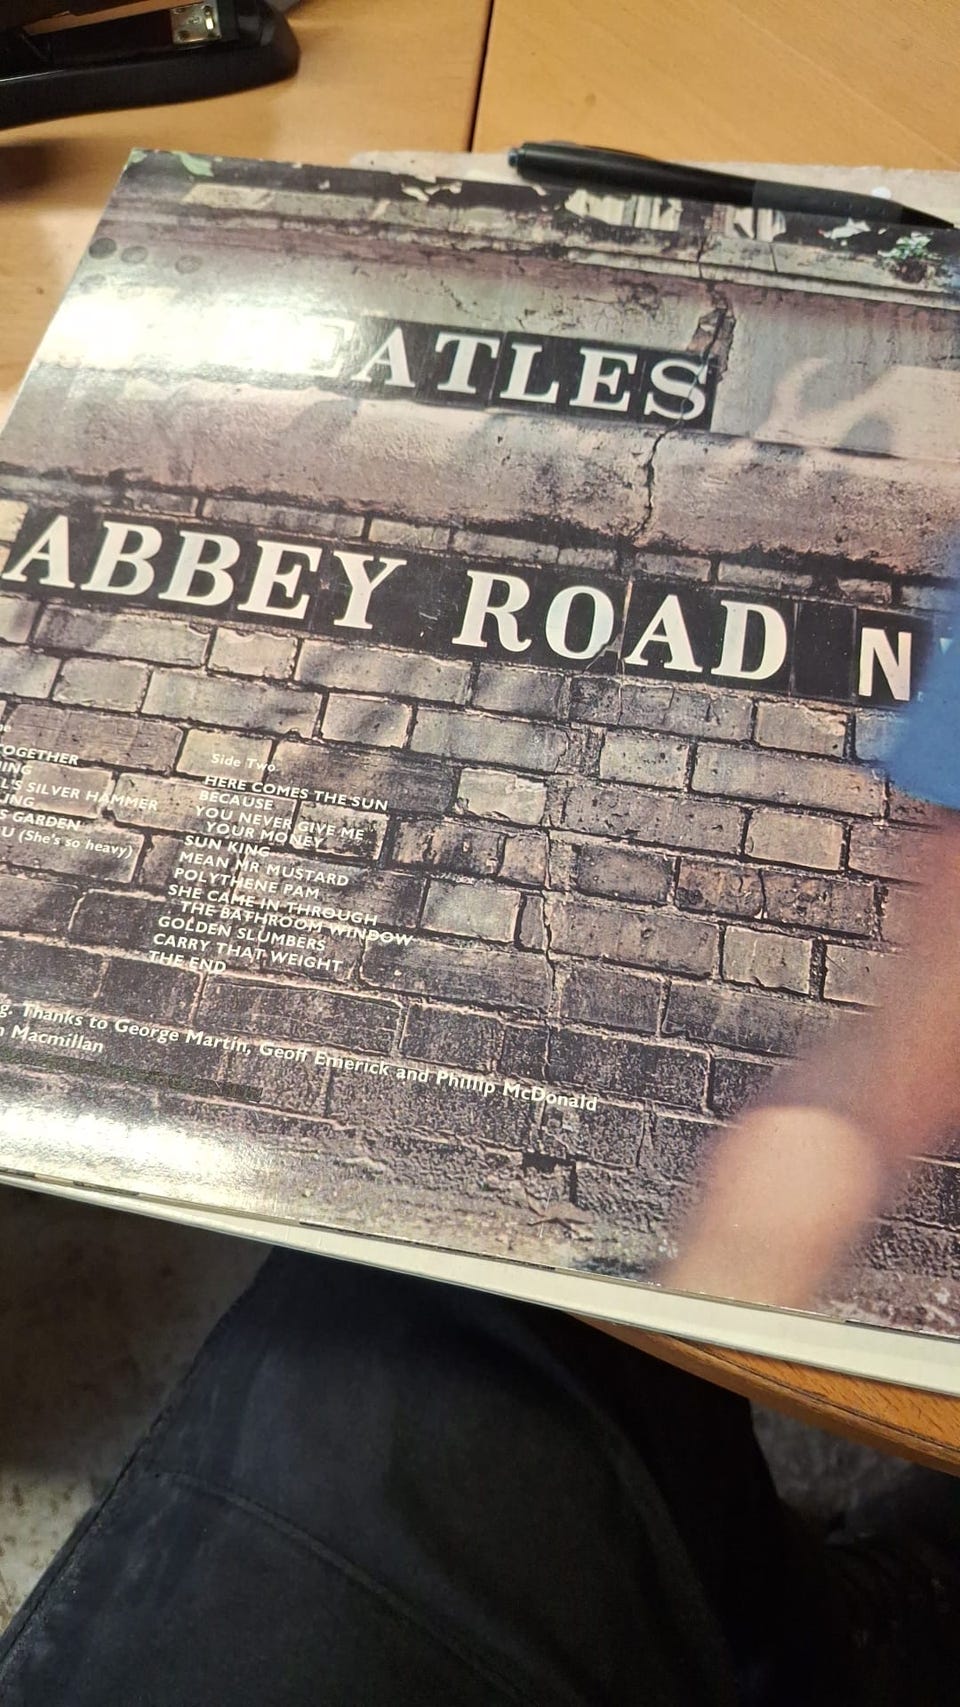 EATLES
ABBEY ROAD N
OGETHER
L'S SILVER HAMMER
S GARDEN
U (She's so heavy)
Side Two:
HERE COMES THE SUN
BECAUSE
YOU NEVER GIVE ME
YOUR MONEY
SUN KING
MEAN MR MUSTARD
POLYTHENE PAM
SHE CAME IN THROUGH
THE BATHROOM WINDOW
GOLDEN SLUMBERS
CARRY THAT WEIGHT
THE END
g. Thanks to George Martin, Geoff Emerick and Phillip McDonald
Macmillan